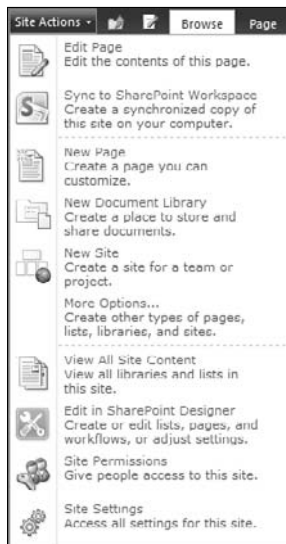 Site Actions Browse Page
Edit Page
Edit the contents of this page.
Sync to SharePoint Workspace
Create a synchronized copy of
this site on your computer.
New Page
Create a page you can
customize.
New Document Library
Create a place to store and
share documents.
New Site
Create a site for a team or
project.
More Options...
Create other types of pages,
lists, libraries, and sites.
View All Site Content
View all libraries and lists in
this site.
Edit in SharePoint Designer
Create or edit lists, pages, and
workflows, or adjust settings.
Site Permissions
Give people access to this site.
Site Settings
Access all settings for this site.